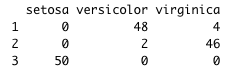 setosa versicolor virginica
1 0 48 4
2 0 2 46
3 50 0 0